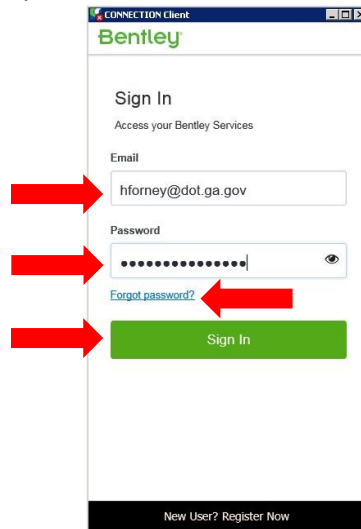 CONNECTION Client
Bentley
Sign In
Access your Bentley Services
Email
hforney@dot.ga.gov
Password
●●●●●●●●●●●●●●●
Forgot password?
Sign In
New User? Register Now